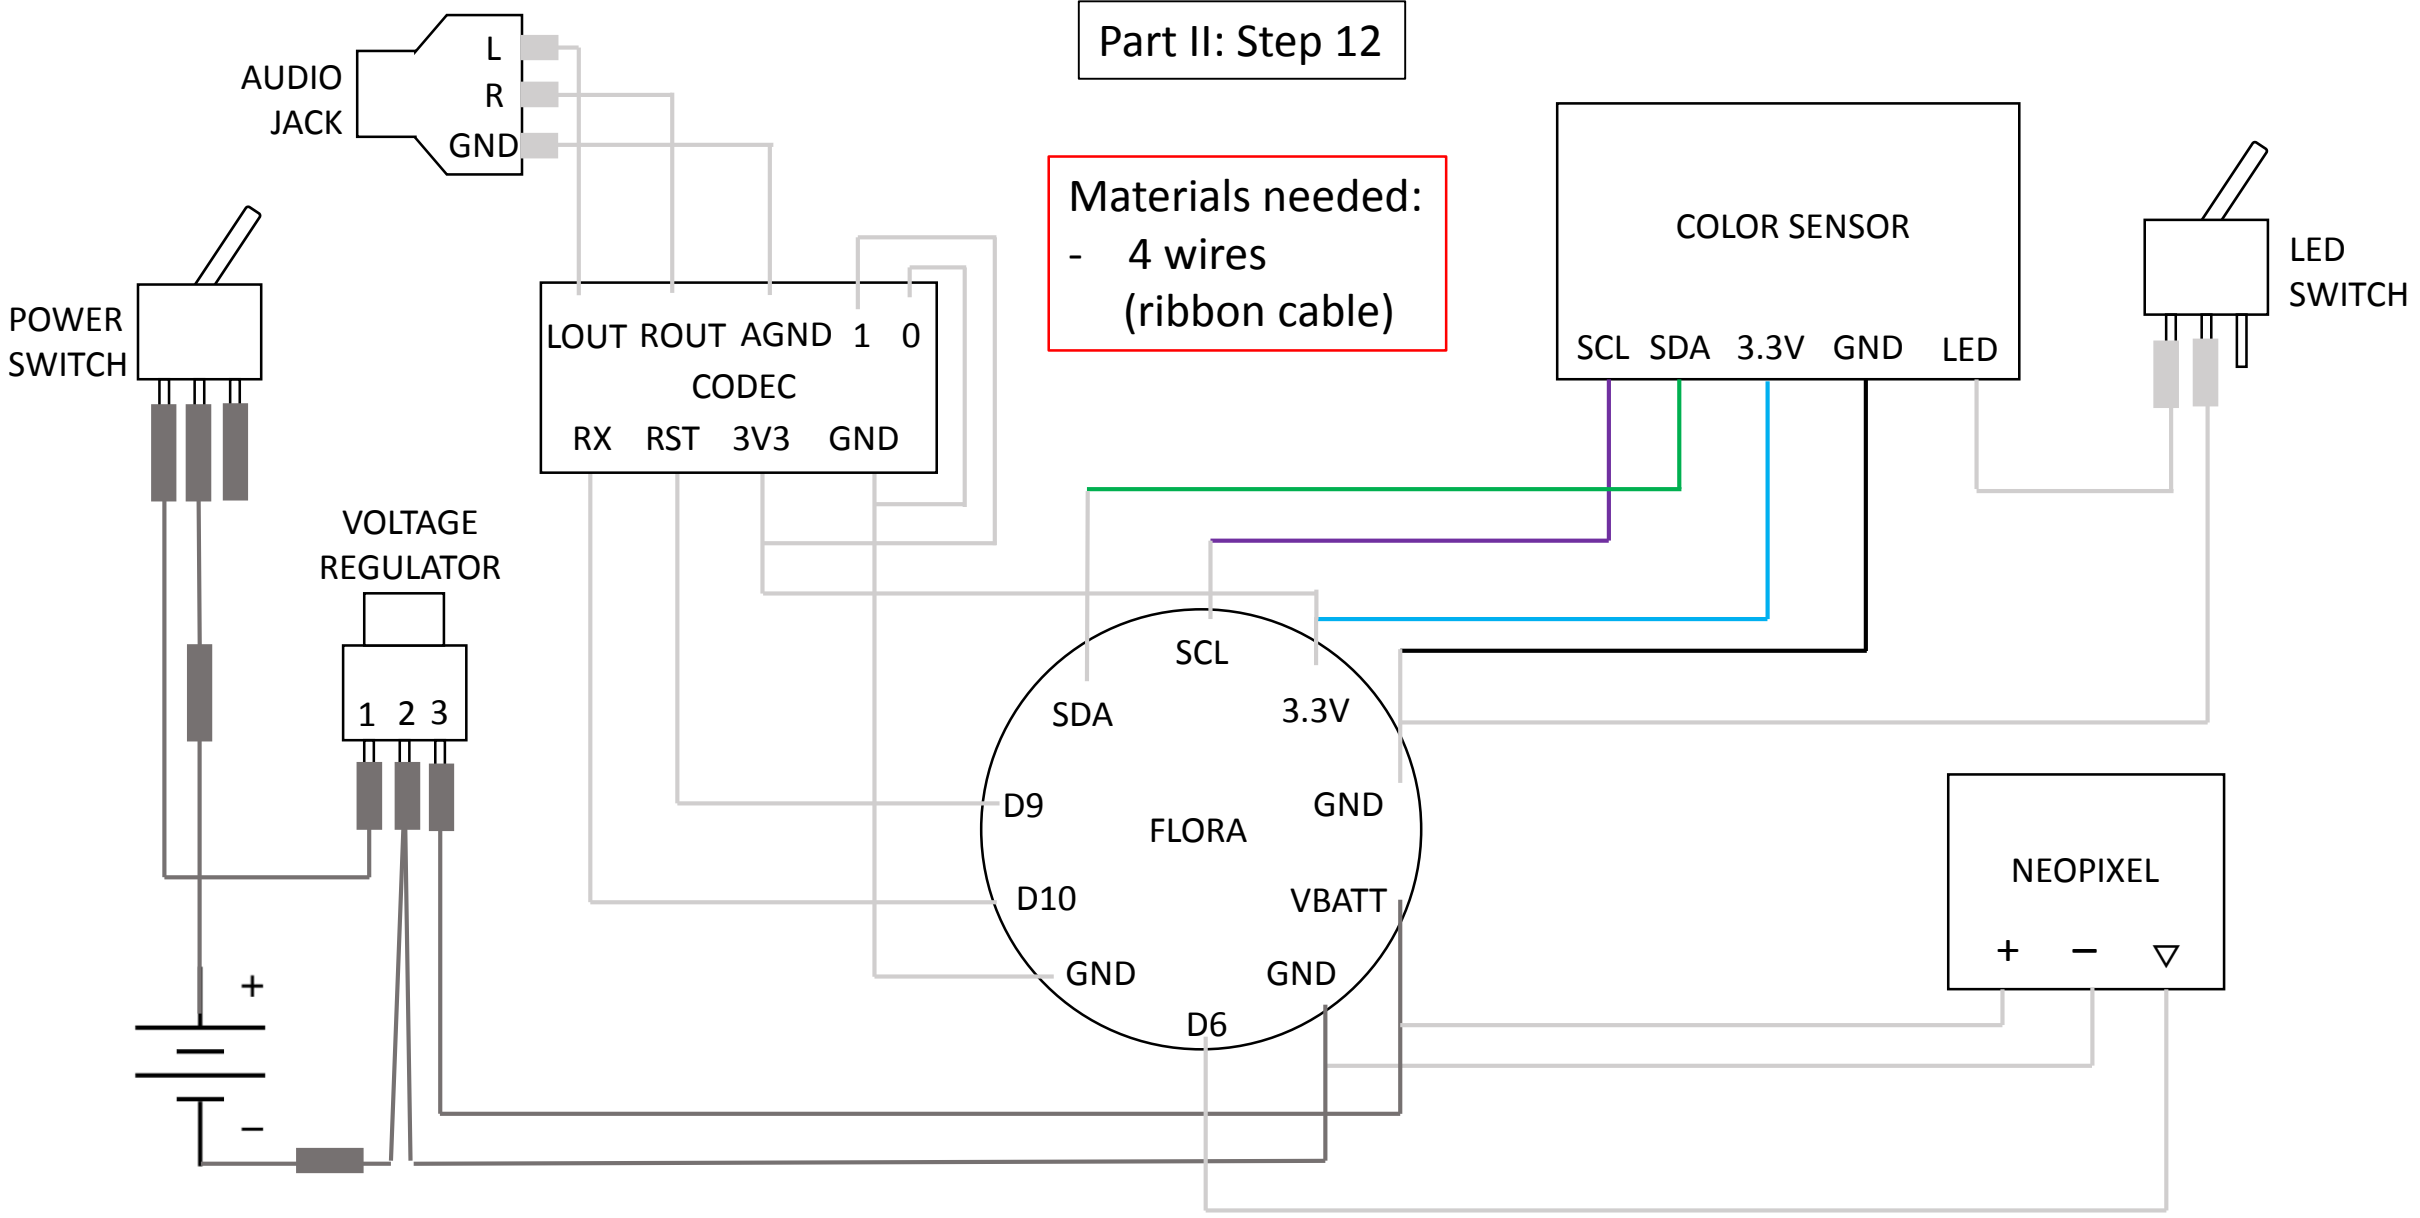 Part II: Step 12
AUDIO
JACK
L
R
GND
Materials needed:
- 4 wires
(ribbon cable)
COLOR SENSOR
SCL SDA 3.3V GND LED
LED
SWITCH
POWER
SWITCH
LOUT ROUT AGND 1 0
CODEC
RX RST 3V3 GND
VOLTAGE
REGULATOR
1 2 3
SCL
SDA
3.3V
D9
GND
FLORA
D10
VBATT
GND
GND
D6
NEOPIXEL
+ −
+
−